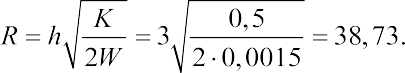 R = h√(K/2W) = 3√(0,5/2·0,0015) = 38,73.